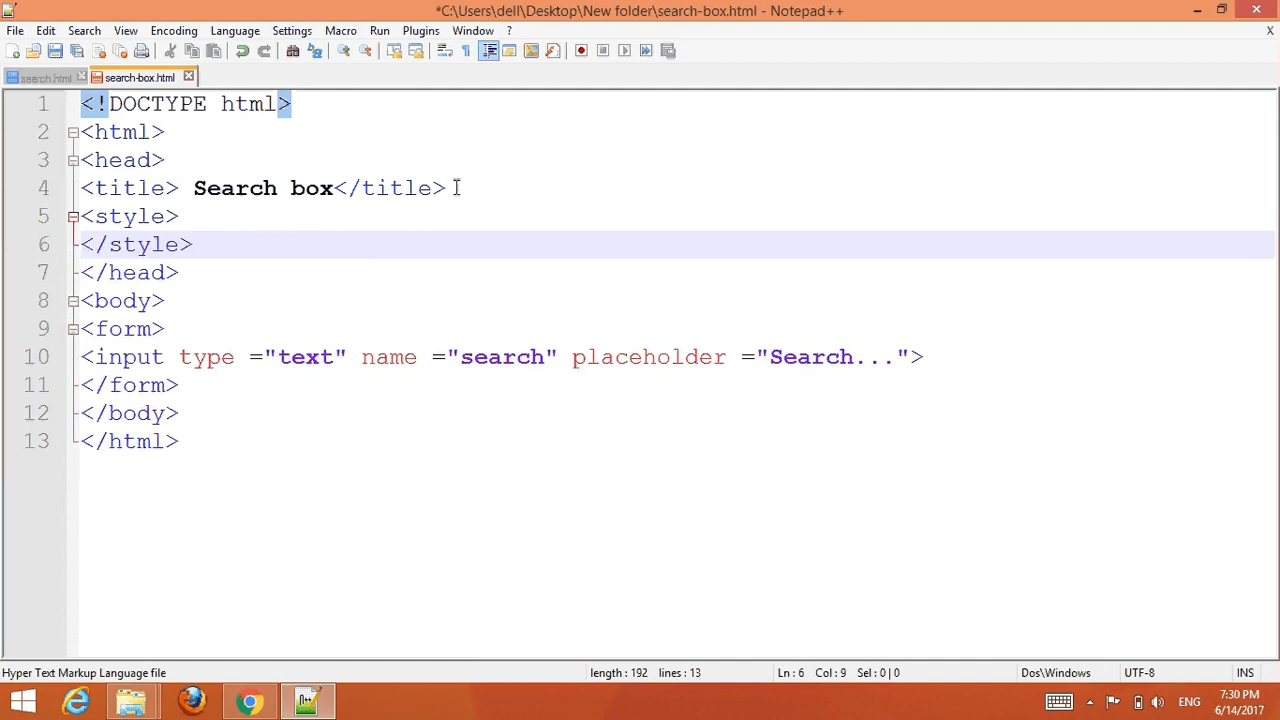 *C:\Users\dell\Desktop\New folder\search-box.html - Notepad++
File Edit Search View Encoding Language Settings Macro Run Plugins Window ? X
search.html search-box.html
1 <!DOCTYPE html>
2 <html>
3 <head>
4 <title> Search box</title>
5 <style>
6 </style>
7 </head>
8 <body>
9 <form>
10 <input type ="text" name ="search" placeholder ="Search...">
11 </form>
12 </body>
13 </html>
Hyper Text Markup Language file length : 192 lines : 13 Ln : 6 Col : 9 Sel : 0 | 0 Dos\Windows UTF-8 INS
ENG 7:30 PM
6/14/2017